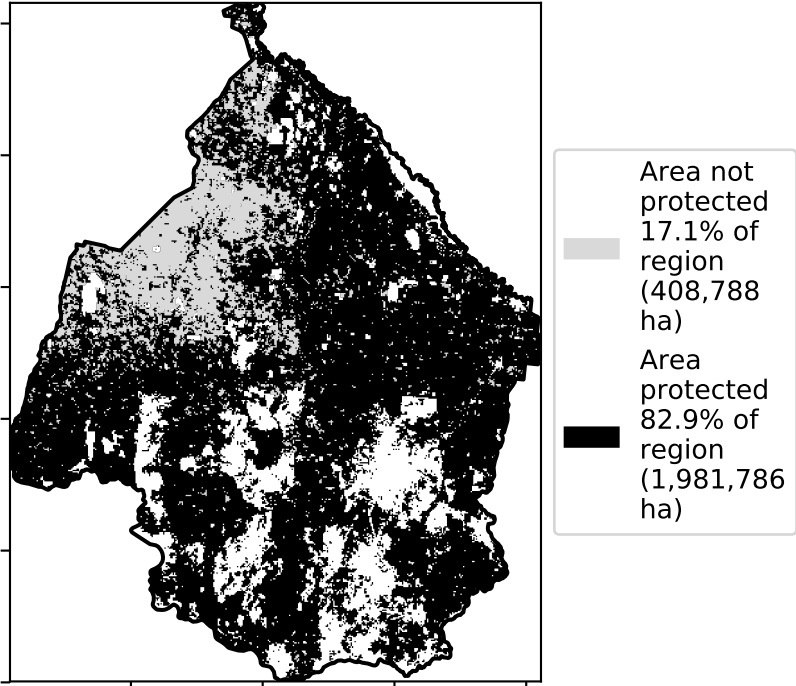 Area not
protected
17.1% of
region
(408,788
ha)
Area
protected
82.9% of
region
(1,981,786
ha)